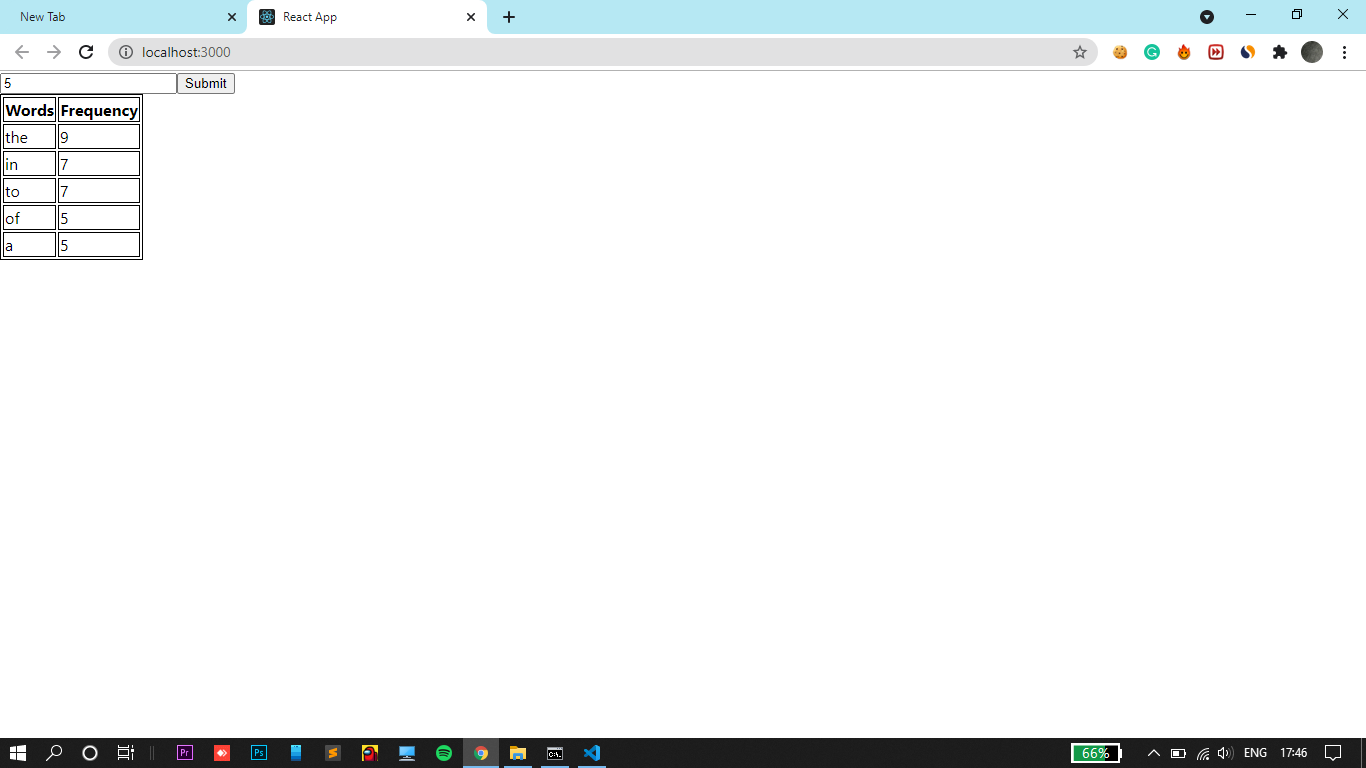 New Tab
React App
localhost:3000
5
Submit
Words Frequency
the 9
in 7
to 7
of 5
a 5
Pr
Ps
C:\.
66%
ENG
17:46